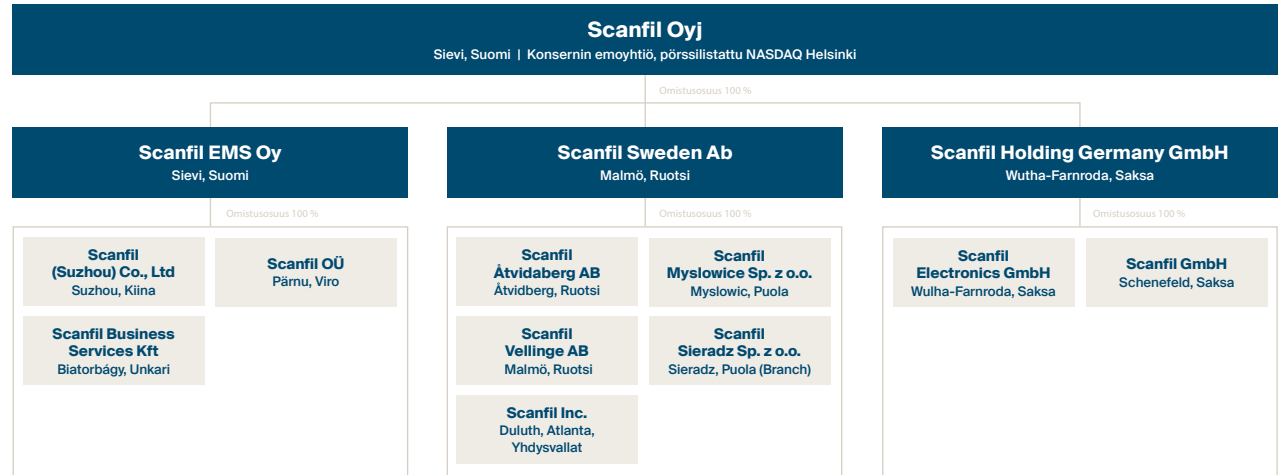 Scanfil Oyj
Sievi, Suomi | Konsernin emoyhtiö, pörssilistattu NASDAQ Helsinki
Omistusosuus 100 %
Scanfil EMS Oy
Sievi, Suomi
Scanfil Sweden Ab
Malmö, Ruotsi
Scanfil Holding Germany GmbH
Wutha-Farnroda, Saksa
Omistusosuus 100 %
Omistusosuus 100 %
Omistusosuus 100 %
Scanfil
(Suzhou) Co., Ltd
Suzhou, Kiina
Scanfil OÜ
Pärnu, Viro
Scanfil Business
Services Kft
Biatorbágy, Unkari
Scanfil
Åtvidaberg AB
Åtvidberg, Ruotsi
Scanfil
Myslowice Sp. z o.o.
Myslowic, Puola
Scanfil
Vellinge AB
Malmö, Ruotsi
Scanfil
Sieradz Sp. z o.o.
Sieradz, Puola (Branch)
Scanfil Inc.
Duluth, Atlanta,
Yhdysvallat
Scanfil
Electronics GmbH
Wulha-Farnroda, Saksa
Scanfil GmbH
Schenefeld, Saksa